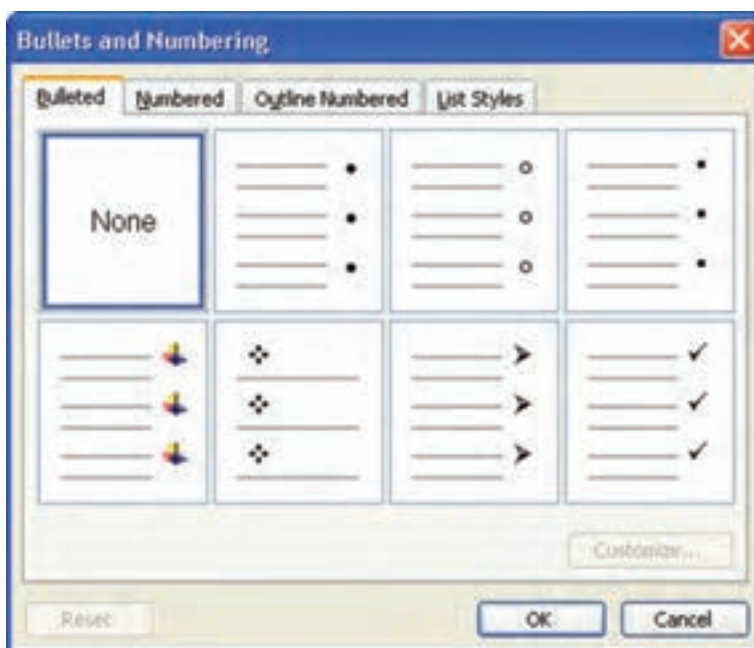 Bullets and Numbering
Bulleted Numbered Outline Numbered List Styles
None
Customize...
Reset OK Cancel